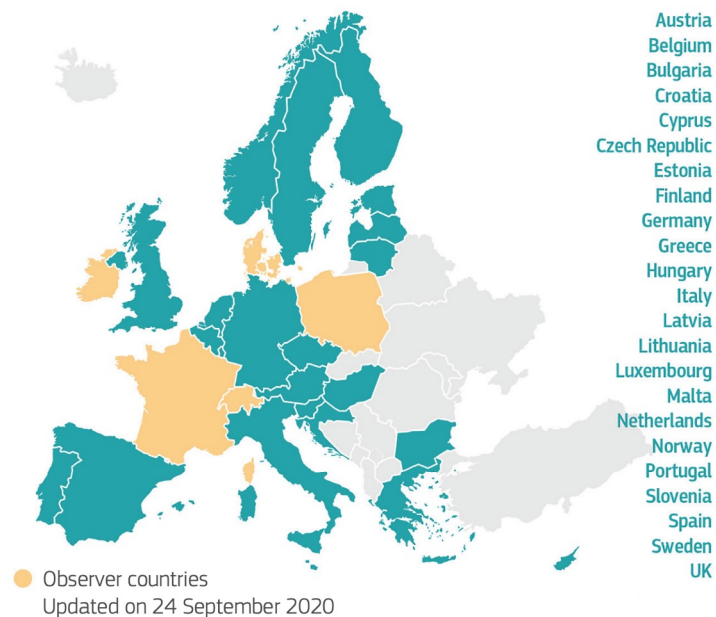 Austria
Belgium
Bulgaria
Croatia
Cyprus
Czech Republic
Estonia
Finland
Germany
Greece
Hungary
Italy
Latvia
Lithuania
Luxembourg
Malta
Netherlands
Norway
Portugal
Slovenia
Spain
Sweden
UK
Observer countries
Updated on 24 September 2020